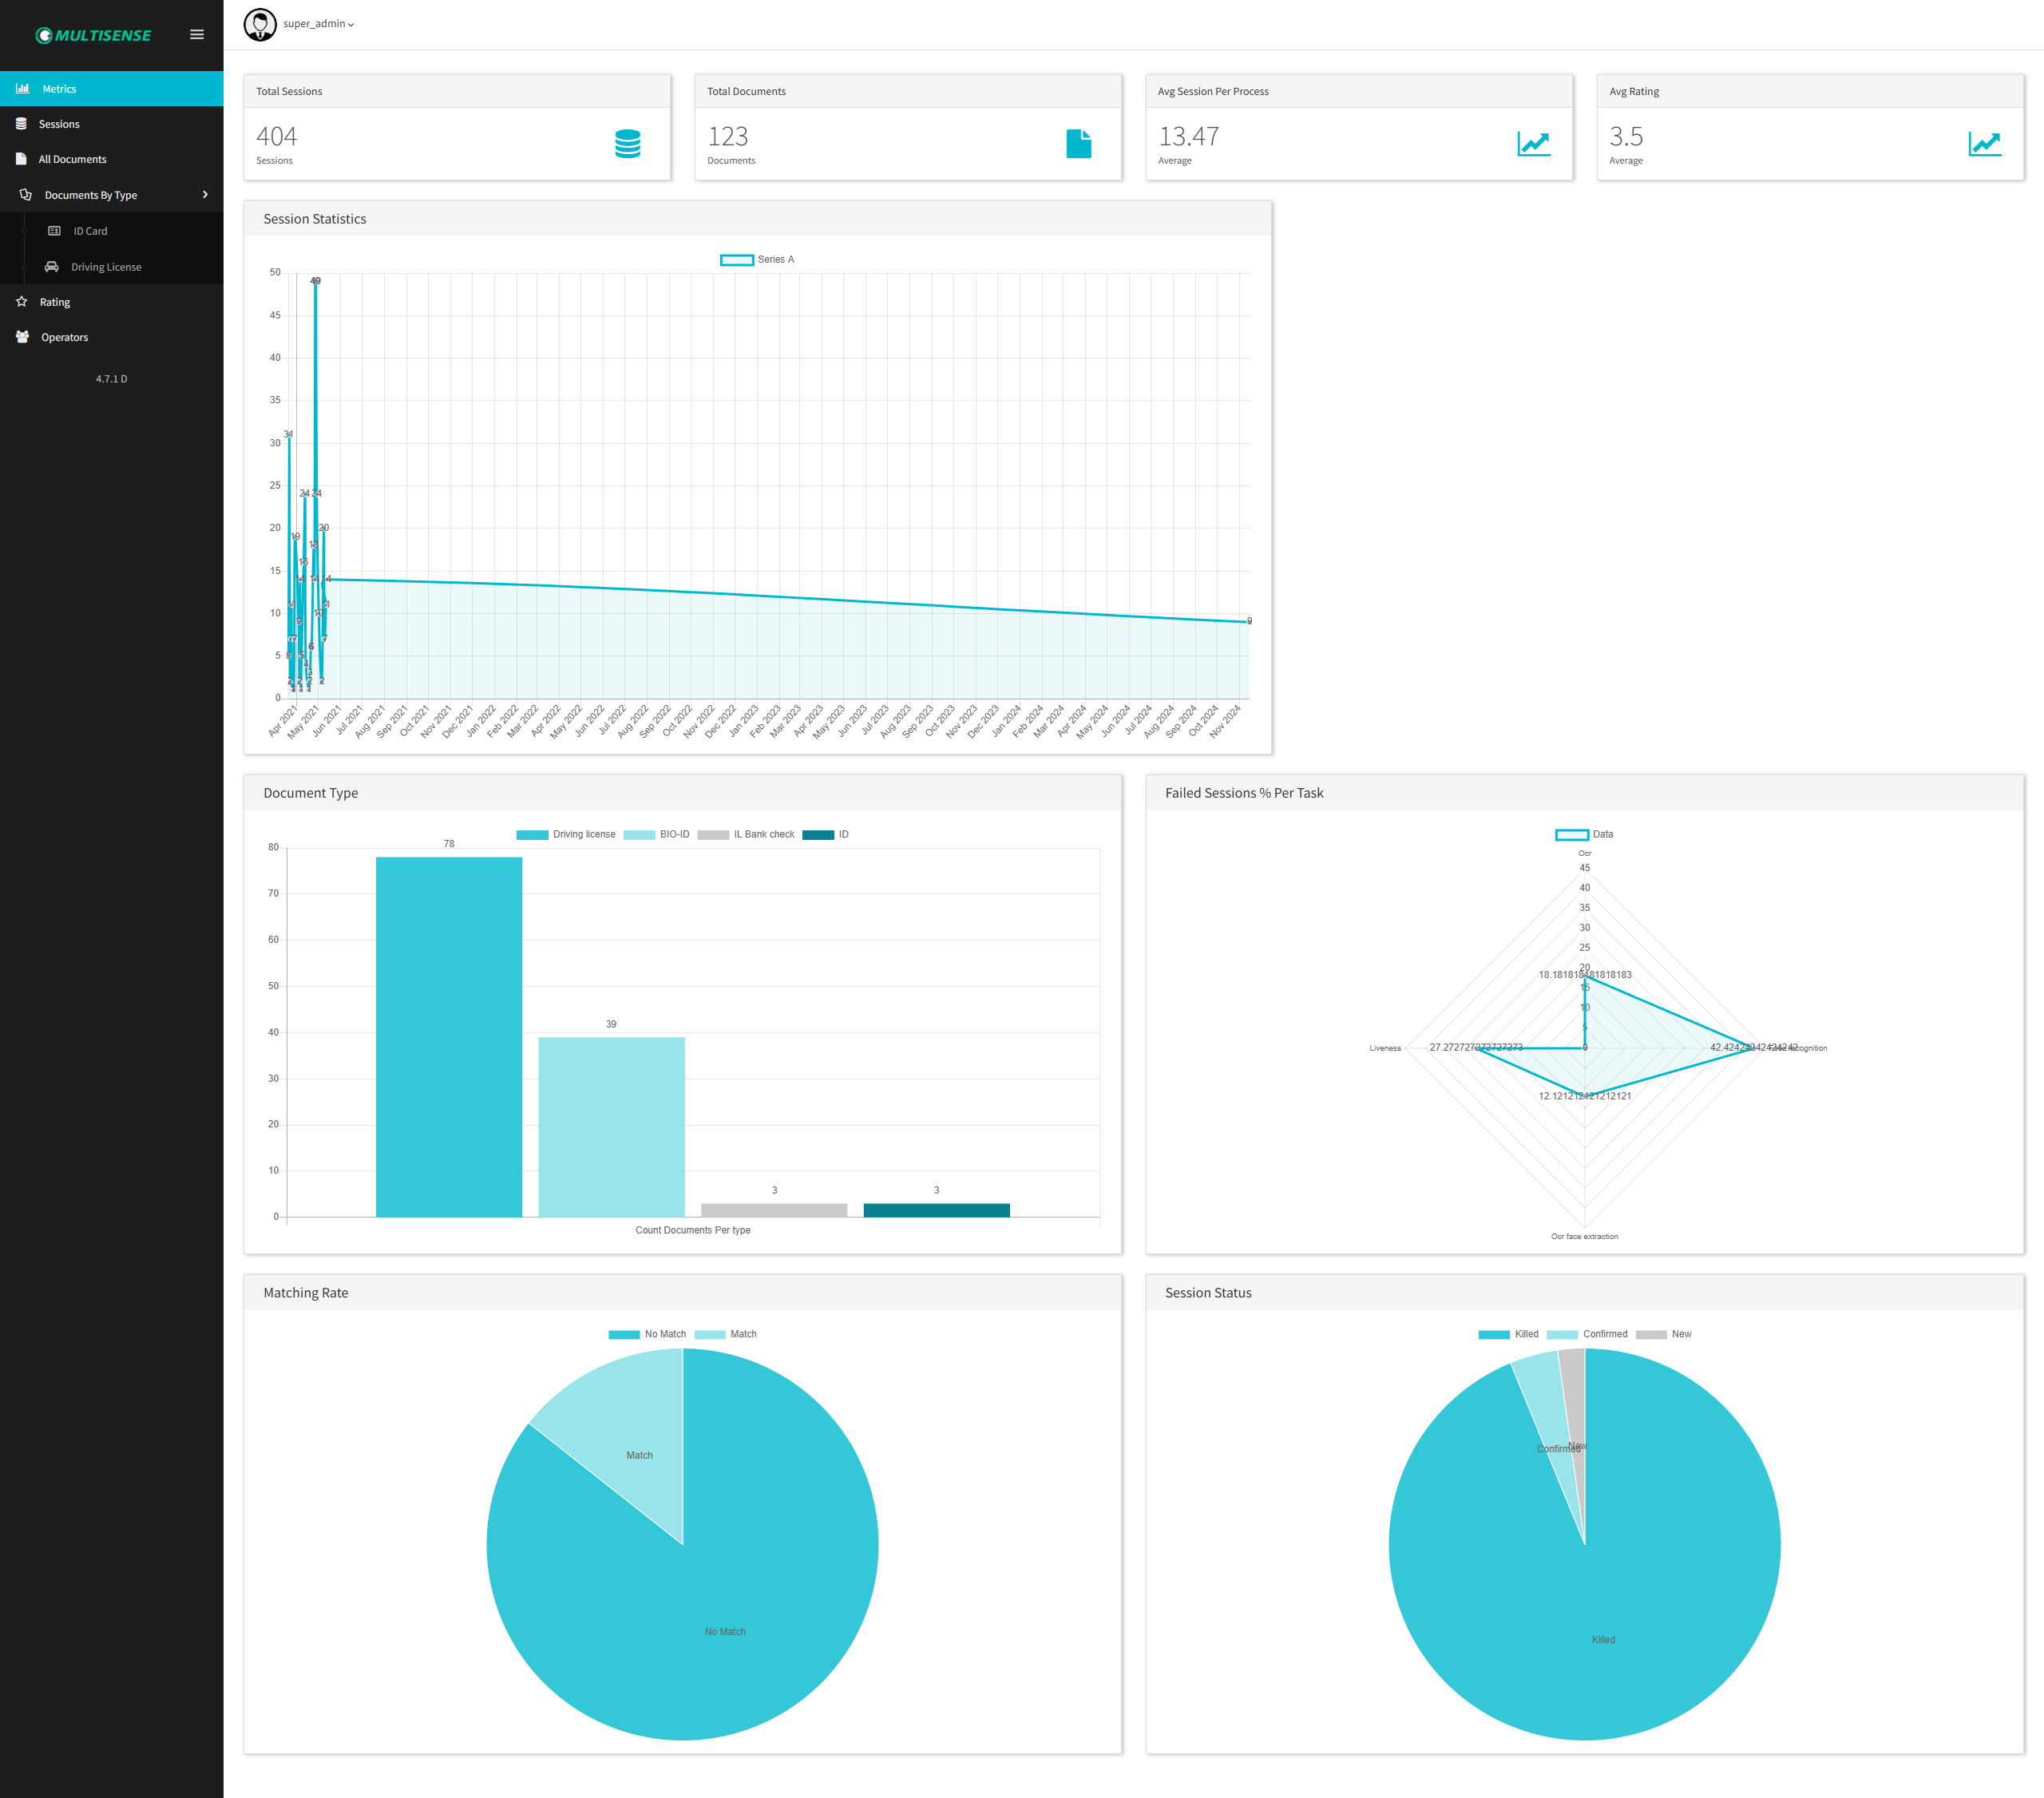 MULTISENSE
super_admin
Metrics
Sessions
All Documents
Documents By Type
ID Card
Driving License
Rating
Operators
4.7.1 D
Total Sessions
404
Sessions
Total Documents
123
Documents
Avg Session Per Process
13.47
Average
Avg Rating
3.5
Average
Session Statistics
Series A
50
45
40
35
30
25
20
15
10
5
0
49
24 24
20
19
14
9
7
2
9
Apr 2021
May 2021
Jun 2021
Jul 2021
Aug 2021
Sep 2021
Oct 2021
Nov 2021
Dec 2021
Jan 2022
Feb 2022
Mar 2022
Apr 2022
May 2022
Jun 2022
Jul 2022
Aug 2022
Sep 2022
Oct 2022
Nov 2022
Dec 2022
Jan 2023
Feb 2023
Mar 2023
Apr 2023
May 2023
Jun 2023
Jul 2023
Aug 2023
Sep 2023
Oct 2023
Nov 2023
Dec 2023
Jan 2024
Feb 2024
Mar 2024
Apr 2024
May 2024
Jun 2024
Jul 2024
Aug 2024
Sep 2024
Oct 2024
Nov 2024
Document Type
Driving license BIO-ID IL Bank check ID
80
70
60
50
40
30
20
10
0
78
39
3
3
Count Documents Per type
Failed Sessions % Per Task
Data
Ocr
45
40
35
30
25
20
18.181818181818183
15
10
5
0
Liveness
27.272727272727273
Ocr face extraction
Matching Rate
No Match Match
Match
No Match
Session Status
Killed Confirmed New
Confirmed
New
Killed